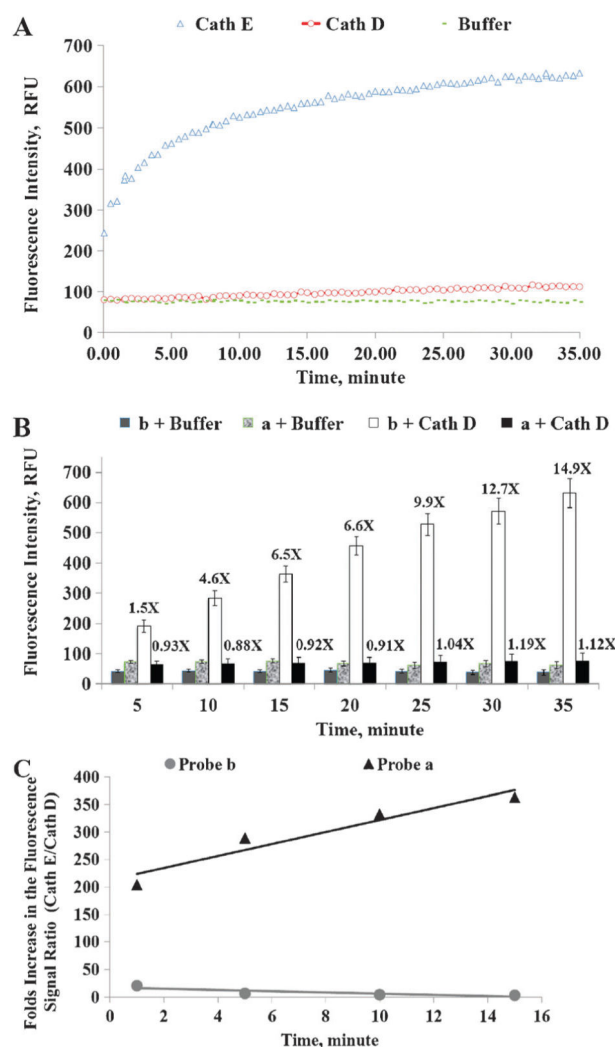 A
Cath E Cath D Buffer
Fluorescence Intensity, RFU
700
600
500
400
300
200
100
0
0.00 5.00 10.00 15.00 20.00 25.00 30.00 35.00
Time, minute
B
b + Buffer a + Buffer b + Cath D a + Cath D
Fluorescence Intensity, RFU
700
600
500
400
300
200
100
0
1.5X 4.6X 6.5X 6.6X 9.9X 12.7X 14.9X
0.93X 0.88X 0.92X 0.91X 1.04X 1.19X 1.12X
5 10 15 20 25 30 35
Time, minute
C
Probe b Probe a
Folds Increase in the Fluorescence
Signal Ratio (Cath E/Cath D)
400
350
300
250
200
150
100
50
0
0 2 4 6 8 10 12 14 16
Time, minute